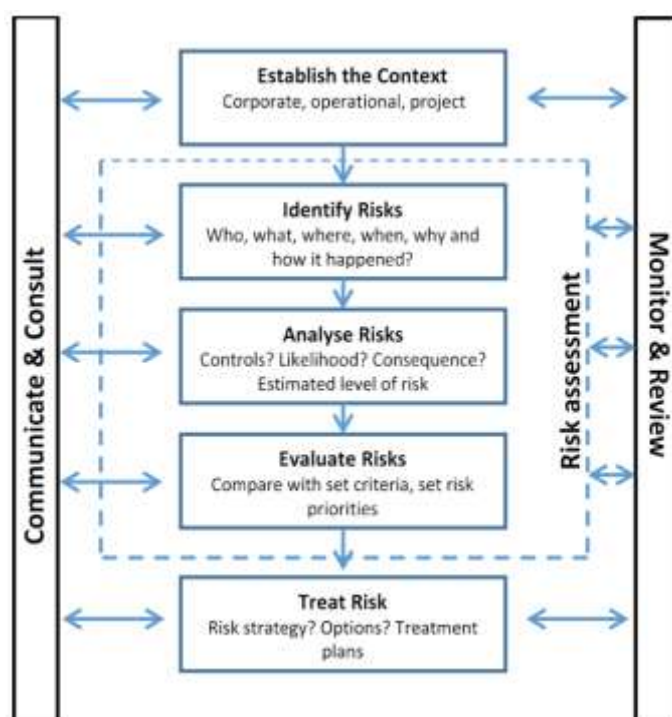 Communicate & Consult
Establish the Context
Corporate, operational, project
Identify Risks
Who, what, where, when, why and
how it happened?
Analyse Risks
Controls? Likelihood? Consequence?
Estimated level of risk
Evaluate Risks
Compare with set criteria, set risk
priorities
Treat Risk
Risk strategy? Options? Treatment
plans
Risk assessment
Monitor & Review